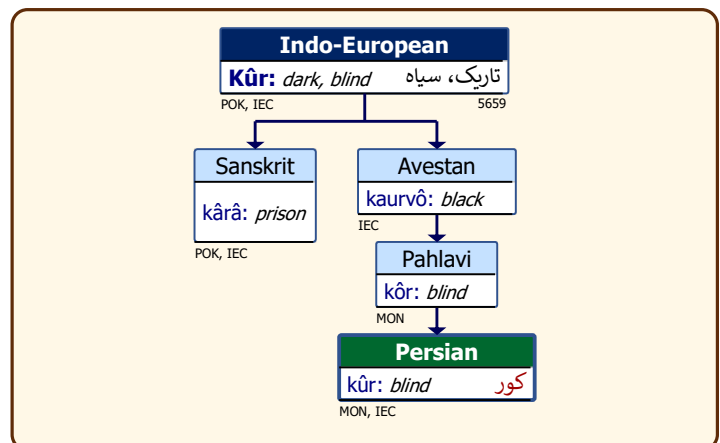 Indo-European
Kûr: dark, blind تاریک، سیاه
POK, IEC 5659
Sanskrit Avestan
kârâ: prison kaurvô: black
POK, IEC IEC
Pahlavi
kôr: blind
MON
Persian
kûr: blind کور
MON, IEC